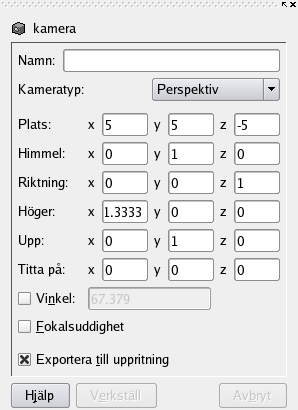 kamera
Namn:
Kameratyp: Perspektiv
Plats: x 5 y 5 z -5
Himmel: x 0 y 1 z 0
Riktning: x 0 y 0 z 1
Höger: x 1.3333 y 0 z 0
Upp: x 0 y 1 z 0
Titta på: x 0 y 0 z 0
Vinkel: 67.379
Fokalsuddighet
Exportera till uppritning
Hjälp Verkställ Avbryt